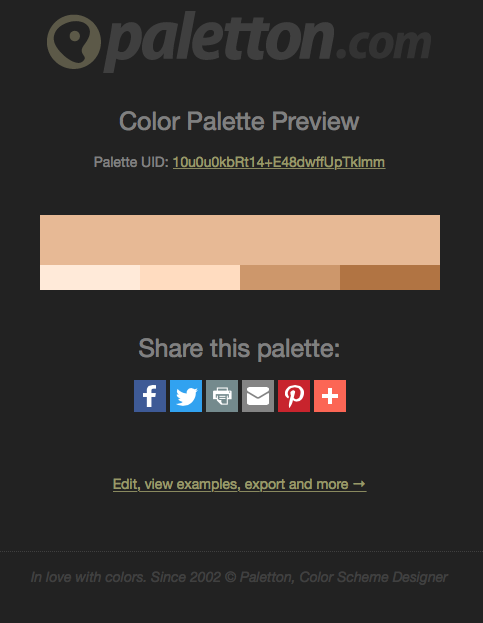 paletton.com
Color Palette Preview
Palette UID: 10u0u0kbRt14+E48dwffUpTklmm
Share this palette:
Edit, view examples, export and more →
In love with colors. Since 2002 © Paletton, Color Scheme Designer